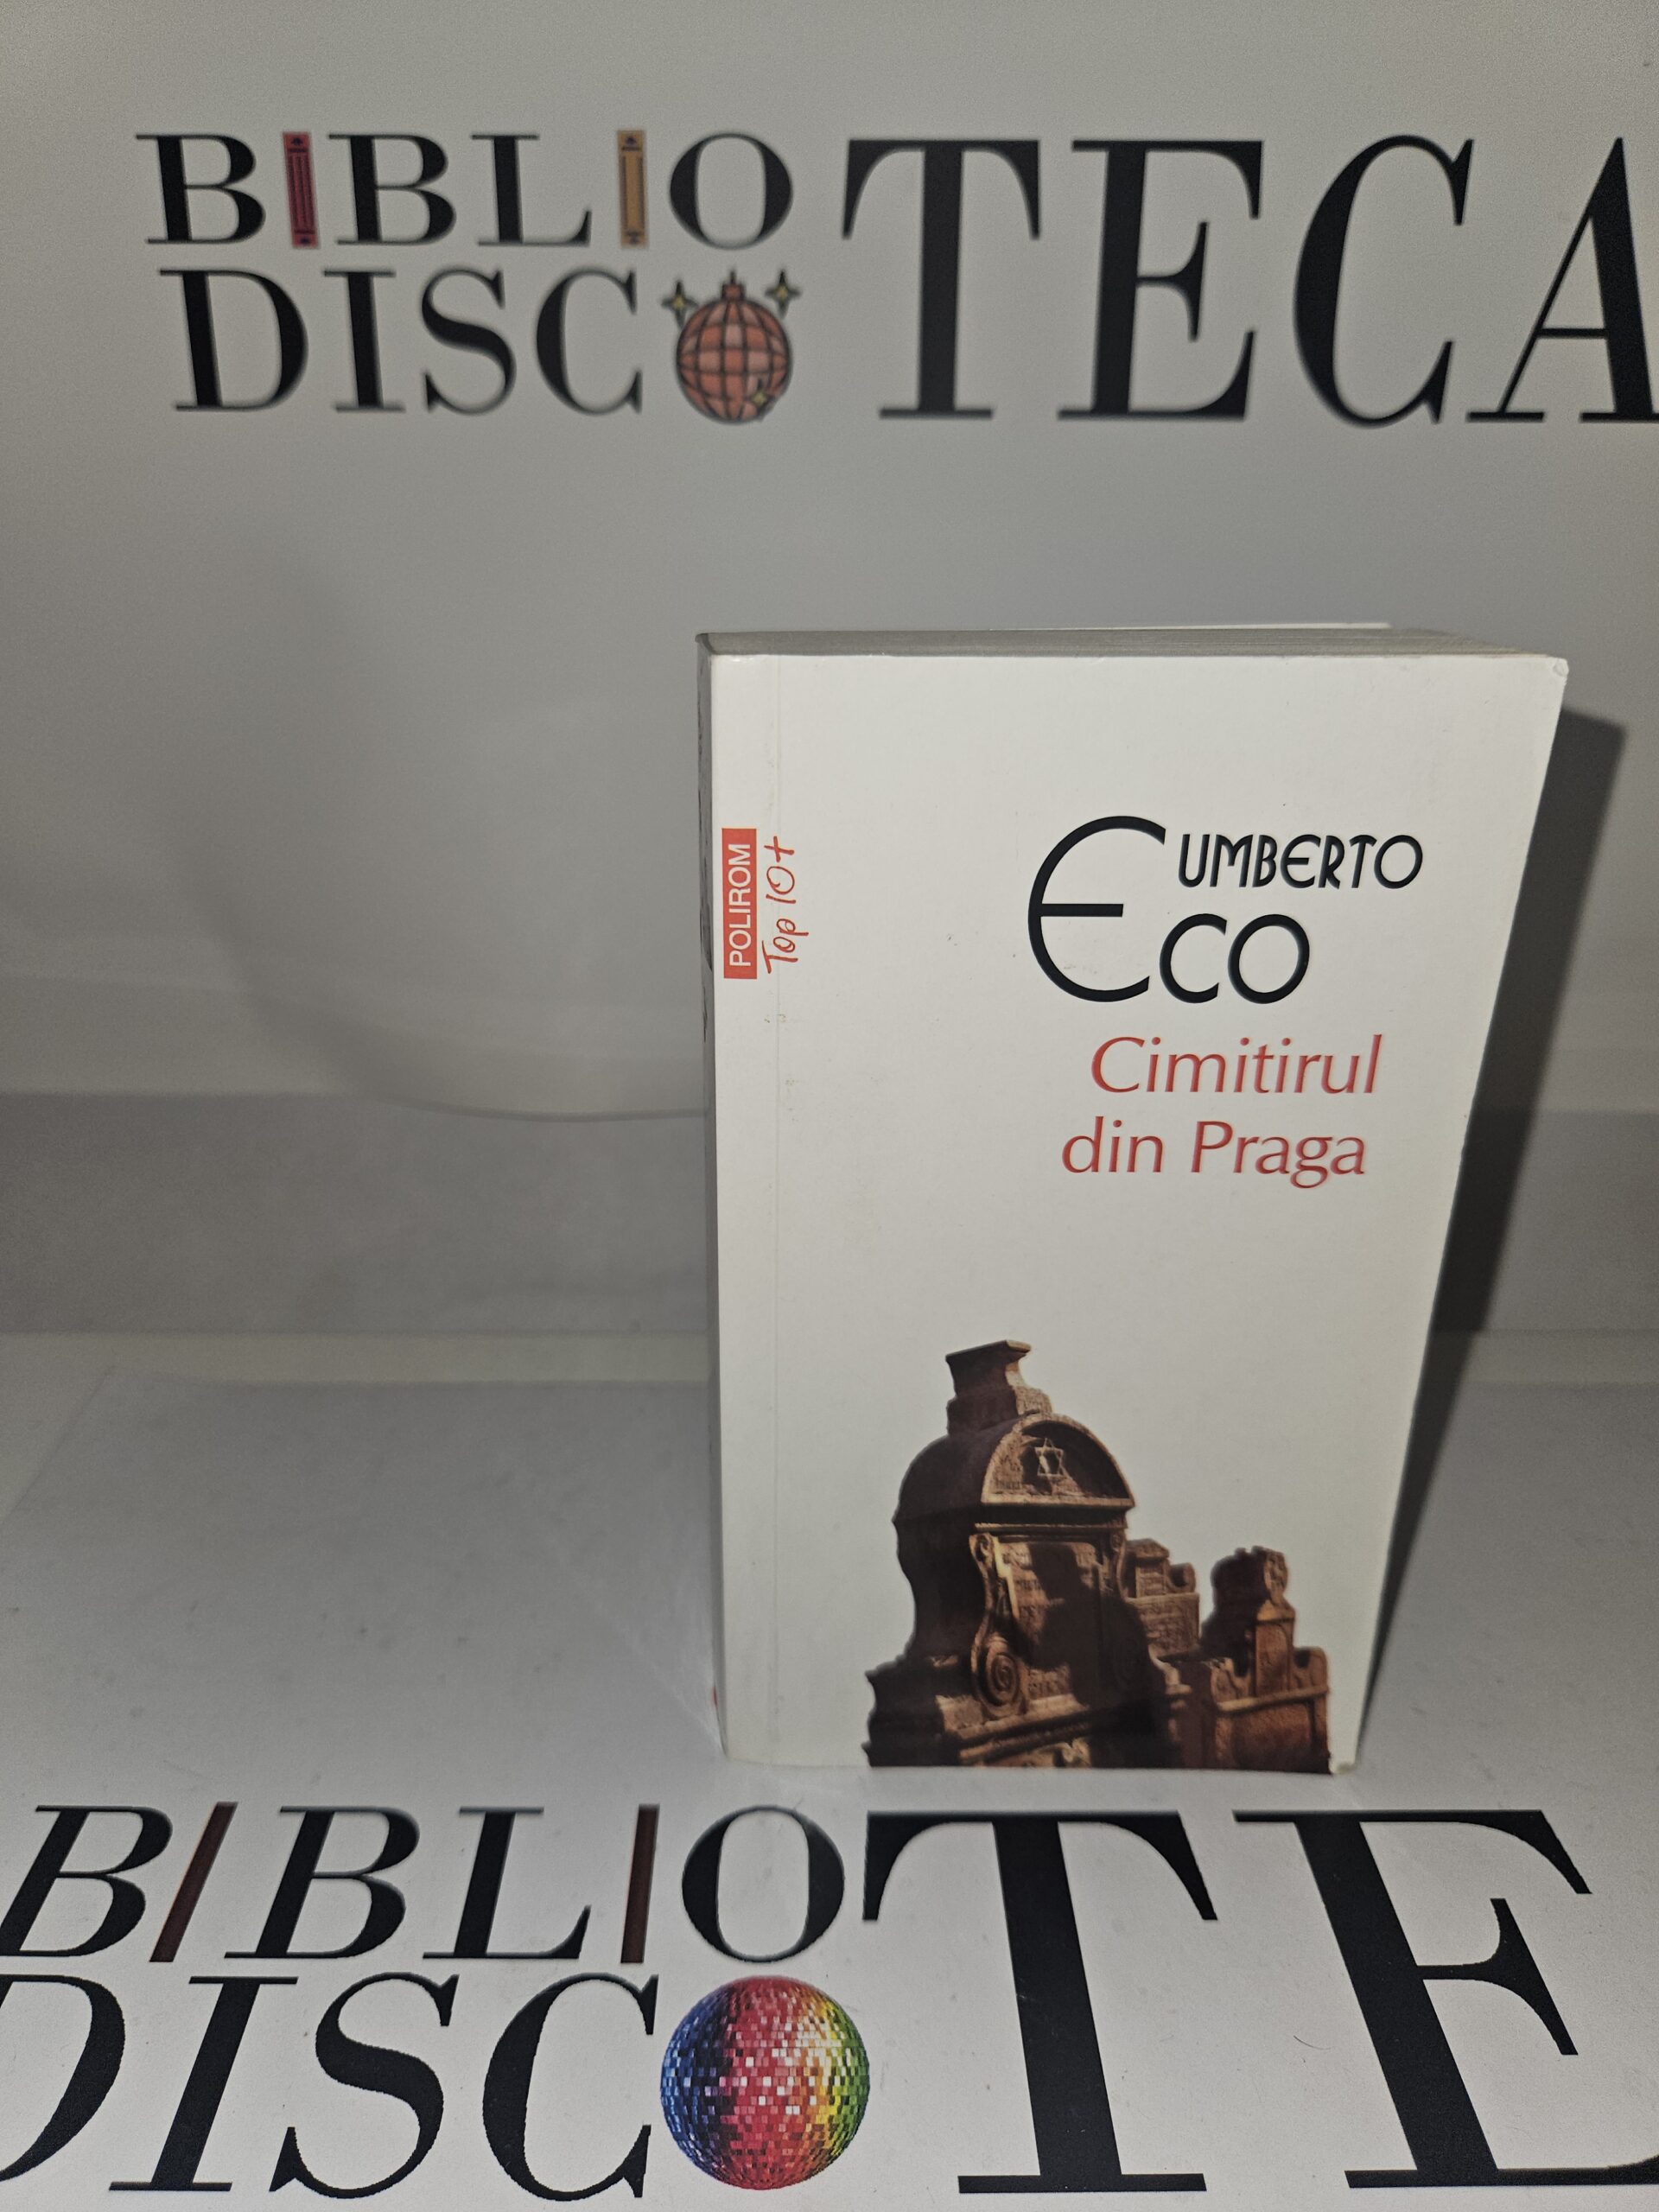 BIBLIO
DISCO
TECA
POLIROM
Top 10+
UMBERTO
ECO
Cimitirul
din Praga
BIBLIO
DISCO
TE